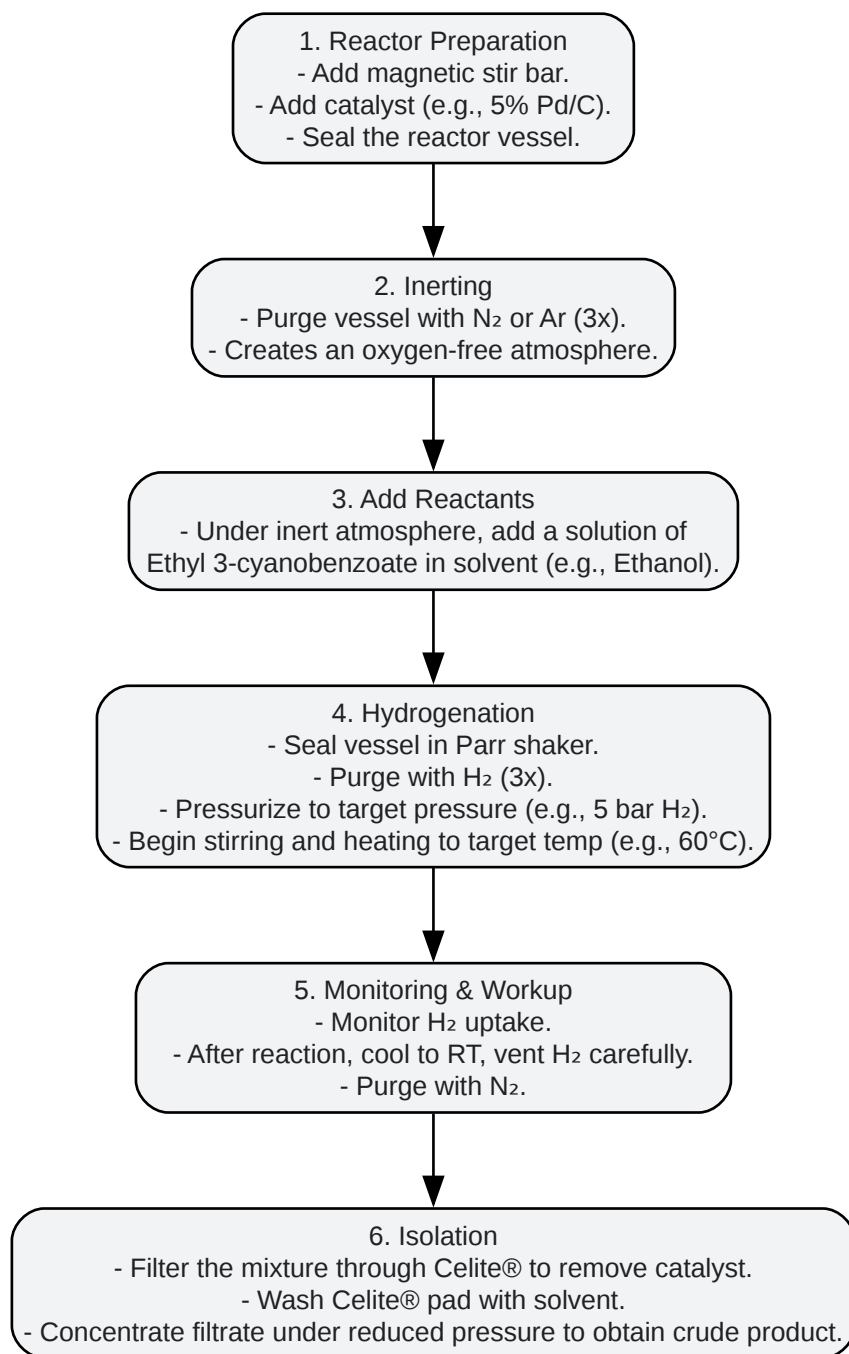 1. Reactor Preparation
- Add magnetic stir bar.
- Add catalyst (e.g., 5% Pd/C).
- Seal the reactor vessel.
2. Inerting
- Purge vessel with N₂ or Ar (3x).
- Creates an oxygen-free atmosphere.
3. Add Reactants
- Under inert atmosphere, add a solution of
Ethyl 3-cyanobenzoate in solvent (e.g., Ethanol).
4. Hydrogenation
- Seal vessel in Parr shaker.
- Purge with H₂ (3x).
- Pressurize to target pressure (e.g., 5 bar H₂).
- Begin stirring and heating to target temp (e.g., 60°C).
5. Monitoring & Workup
- Monitor H₂ uptake.
- After reaction, cool to RT, vent H₂ carefully.
- Purge with N₂.
6. Isolation
- Filter the mixture through Celite® to remove catalyst.
- Wash Celite® pad with solvent.
- Concentrate filtrate under reduced pressure to obtain crude product.